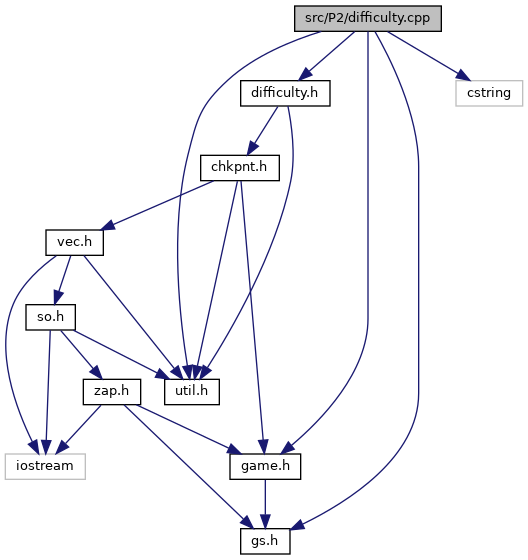 src/P2/difficulty.cpp
difficulty.h
cstring
chkpnt.h
vec.h
so.h
zap.h
util.h
iostream
game.h
gs.h